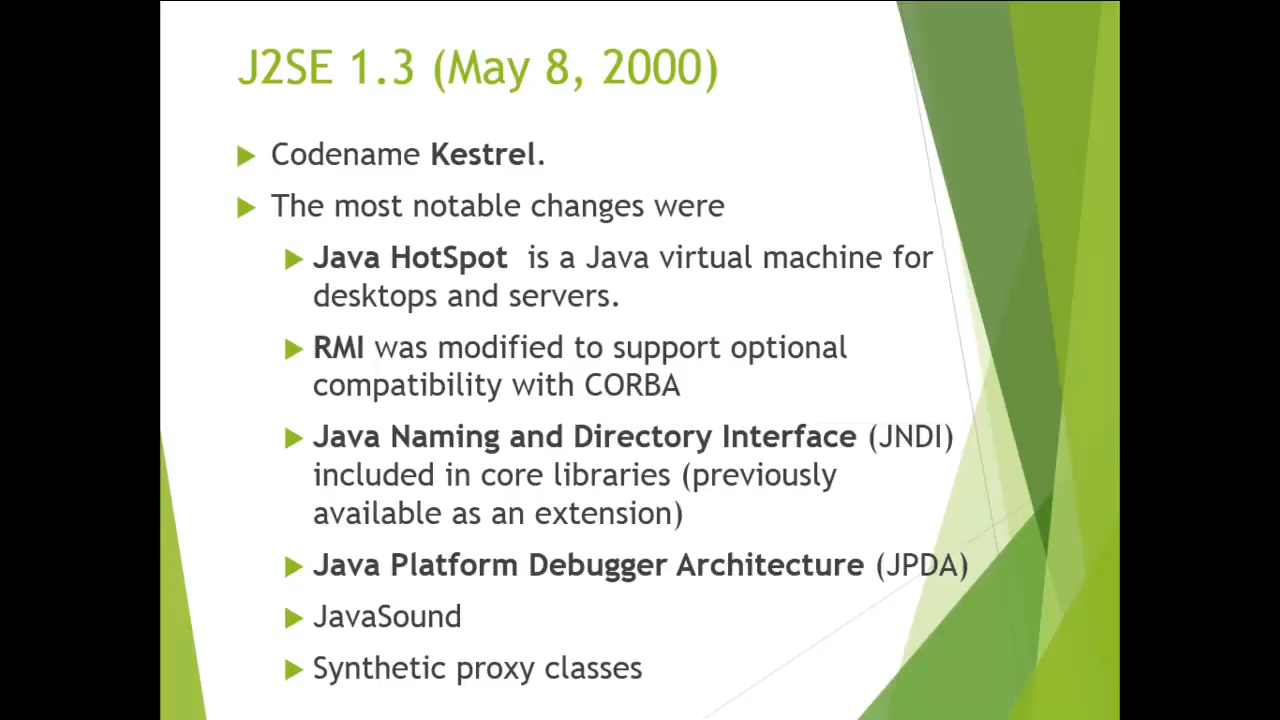 J2SE 1.3 (May 8, 2000)
Codename Kestrel.
The most notable changes were
Java HotSpot is a Java virtual machine for
desktops and servers.
RMI was modified to support optional
compatibility with CORBA
Java Naming and Directory Interface (JNDI)
included in core libraries (previously
available as an extension)
Java Platform Debugger Architecture (JPDA)
JavaSound
Synthetic proxy classes